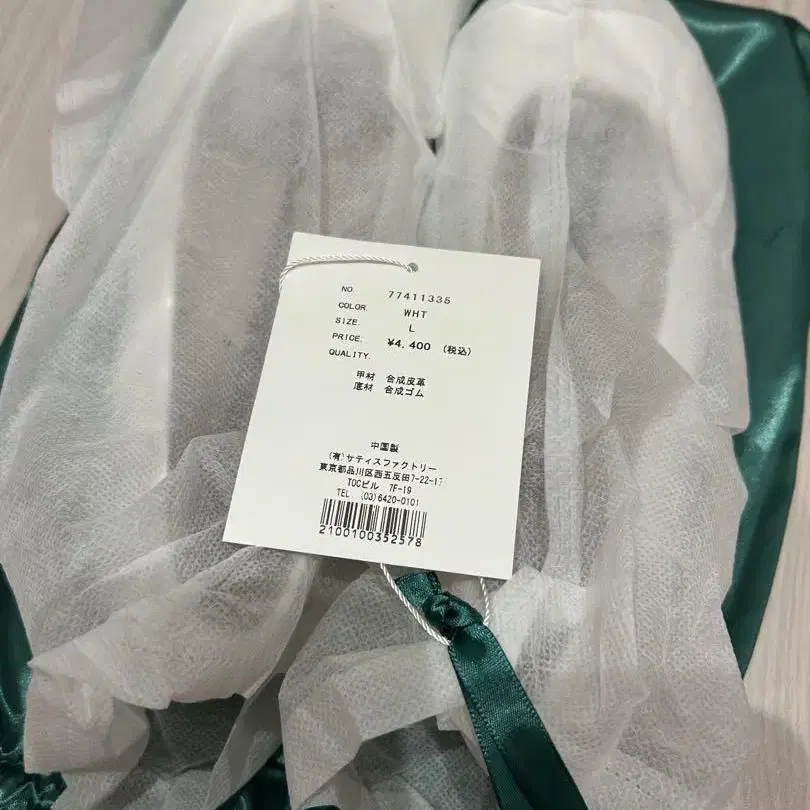 NO 77411335
COLOR. WHT
SIZE. L
PRICE. ¥4,400 (税込)
QUALITY.
甲材 合成皮革
底材 合成ゴム
中国製
(有)サティスファクトリー
東京都品川区西五反田7-22-17
TOCビル 7F-19
TEL (03)6420-0101
2100100352578